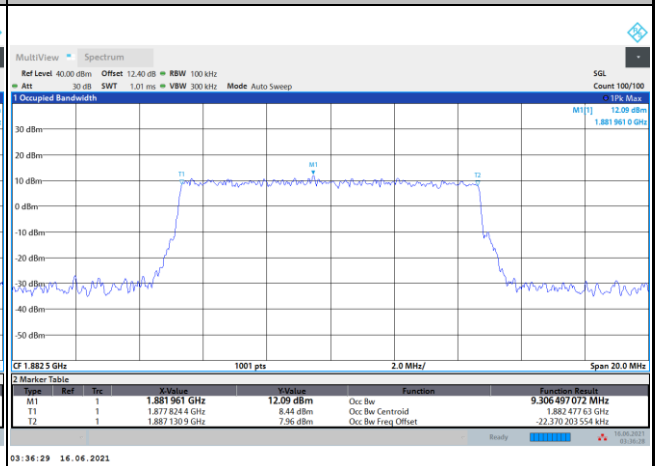 MultiView Spectrum
Ref Level 40.00 dBm Offset 12.40 dB RBW 100 kHz SGL
Att 30 dB SWT 1.01 ms VBW 300 kHz Mode Auto Sweep Count 100/100
1 Occupied Bandwidth 1Pk Max
M1[1] 12.09 dBm
1.881 961 0 GHz
30 dBm
20 dBm
M1
T1
T2
10 dBm
0 dBm
-10 dBm
-20 dBm
-30 dBm
-40 dBm
-50 dBm
CF 1.882 5 GHz 1001 pts 2.0 MHz/ Span 20.0 MHz
2 Marker Table
Type Ref Trc X-Value Y-Value Function Function Result
M1 1 1.881 961 GHz 12.09 dBm Occ Bw 9.306 497 072 MHz
T1 1 1.877 824 4 GHz 8.44 dBm Occ Bw Centroid 1.882 477 63 GHz
T2 1 1.887 130 9 GHz 7.96 dBm Occ Bw Freq Offset -22.370 203 554 kHz
Ready 16.06.2021
03:36:28
03:36:29 16.06.2021